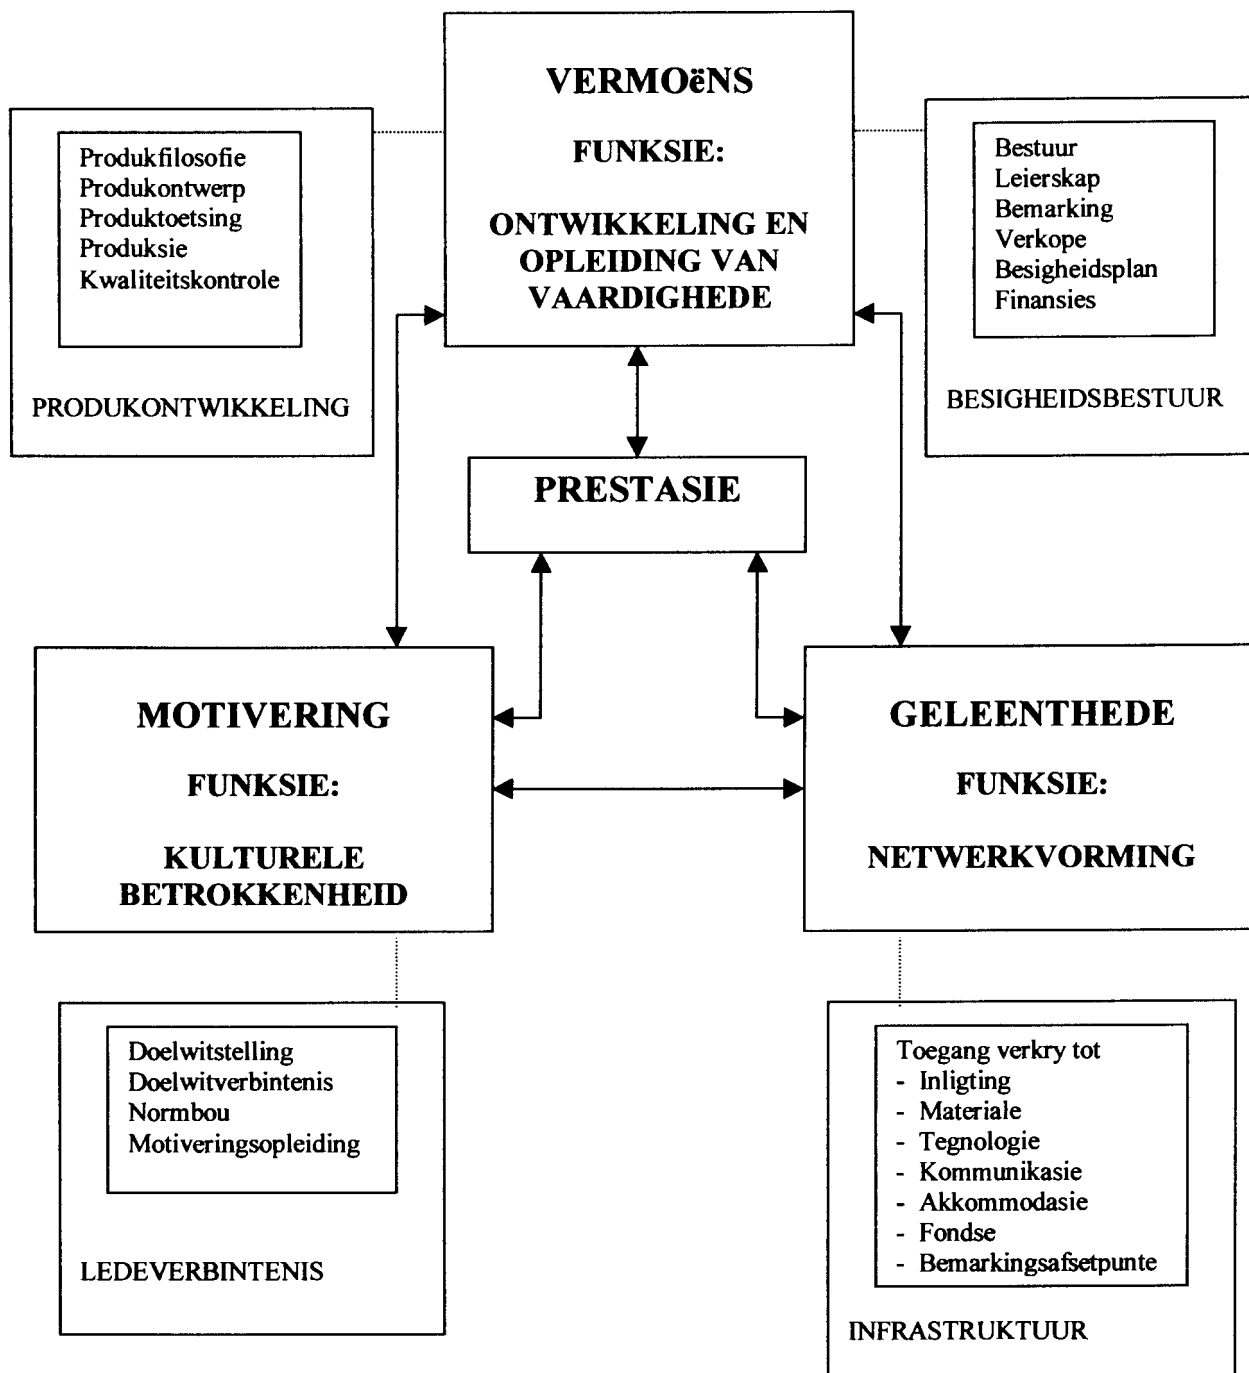 VERMOëNS
FUNKSIE:
ONTWIKKELING EN
OPLEIDING VAN
VAARDIGHEDE
Produkfilosofie
Produkontwerp
Produktoetsing
Produksie
Kwaliteitskontrole
PRODUKONTWIKKELING
Bestuur
Leierskap
Bemarking
Verkope
Besigheidsplan
Finansies
BESIGHEIDSBESTUUR
PRESTASIE
MOTIVERING
FUNKSIE:
KULTURELE
BETROKKENHEID
GELEENTHEDE
FUNKSIE:
NETWERKVORMING
Doelwitstelling
Doelwitverbintenis
Normbou
Motiveringsopleiding
LEDEVERBINTENIS
Toegang verkry tot
- Inligting
- Materiale
- Tegnologie
- Kommunikasie
- Akkommodasie
- Fondse
- Bemarkingsafsetpunte
INFRASTRUKTUUR